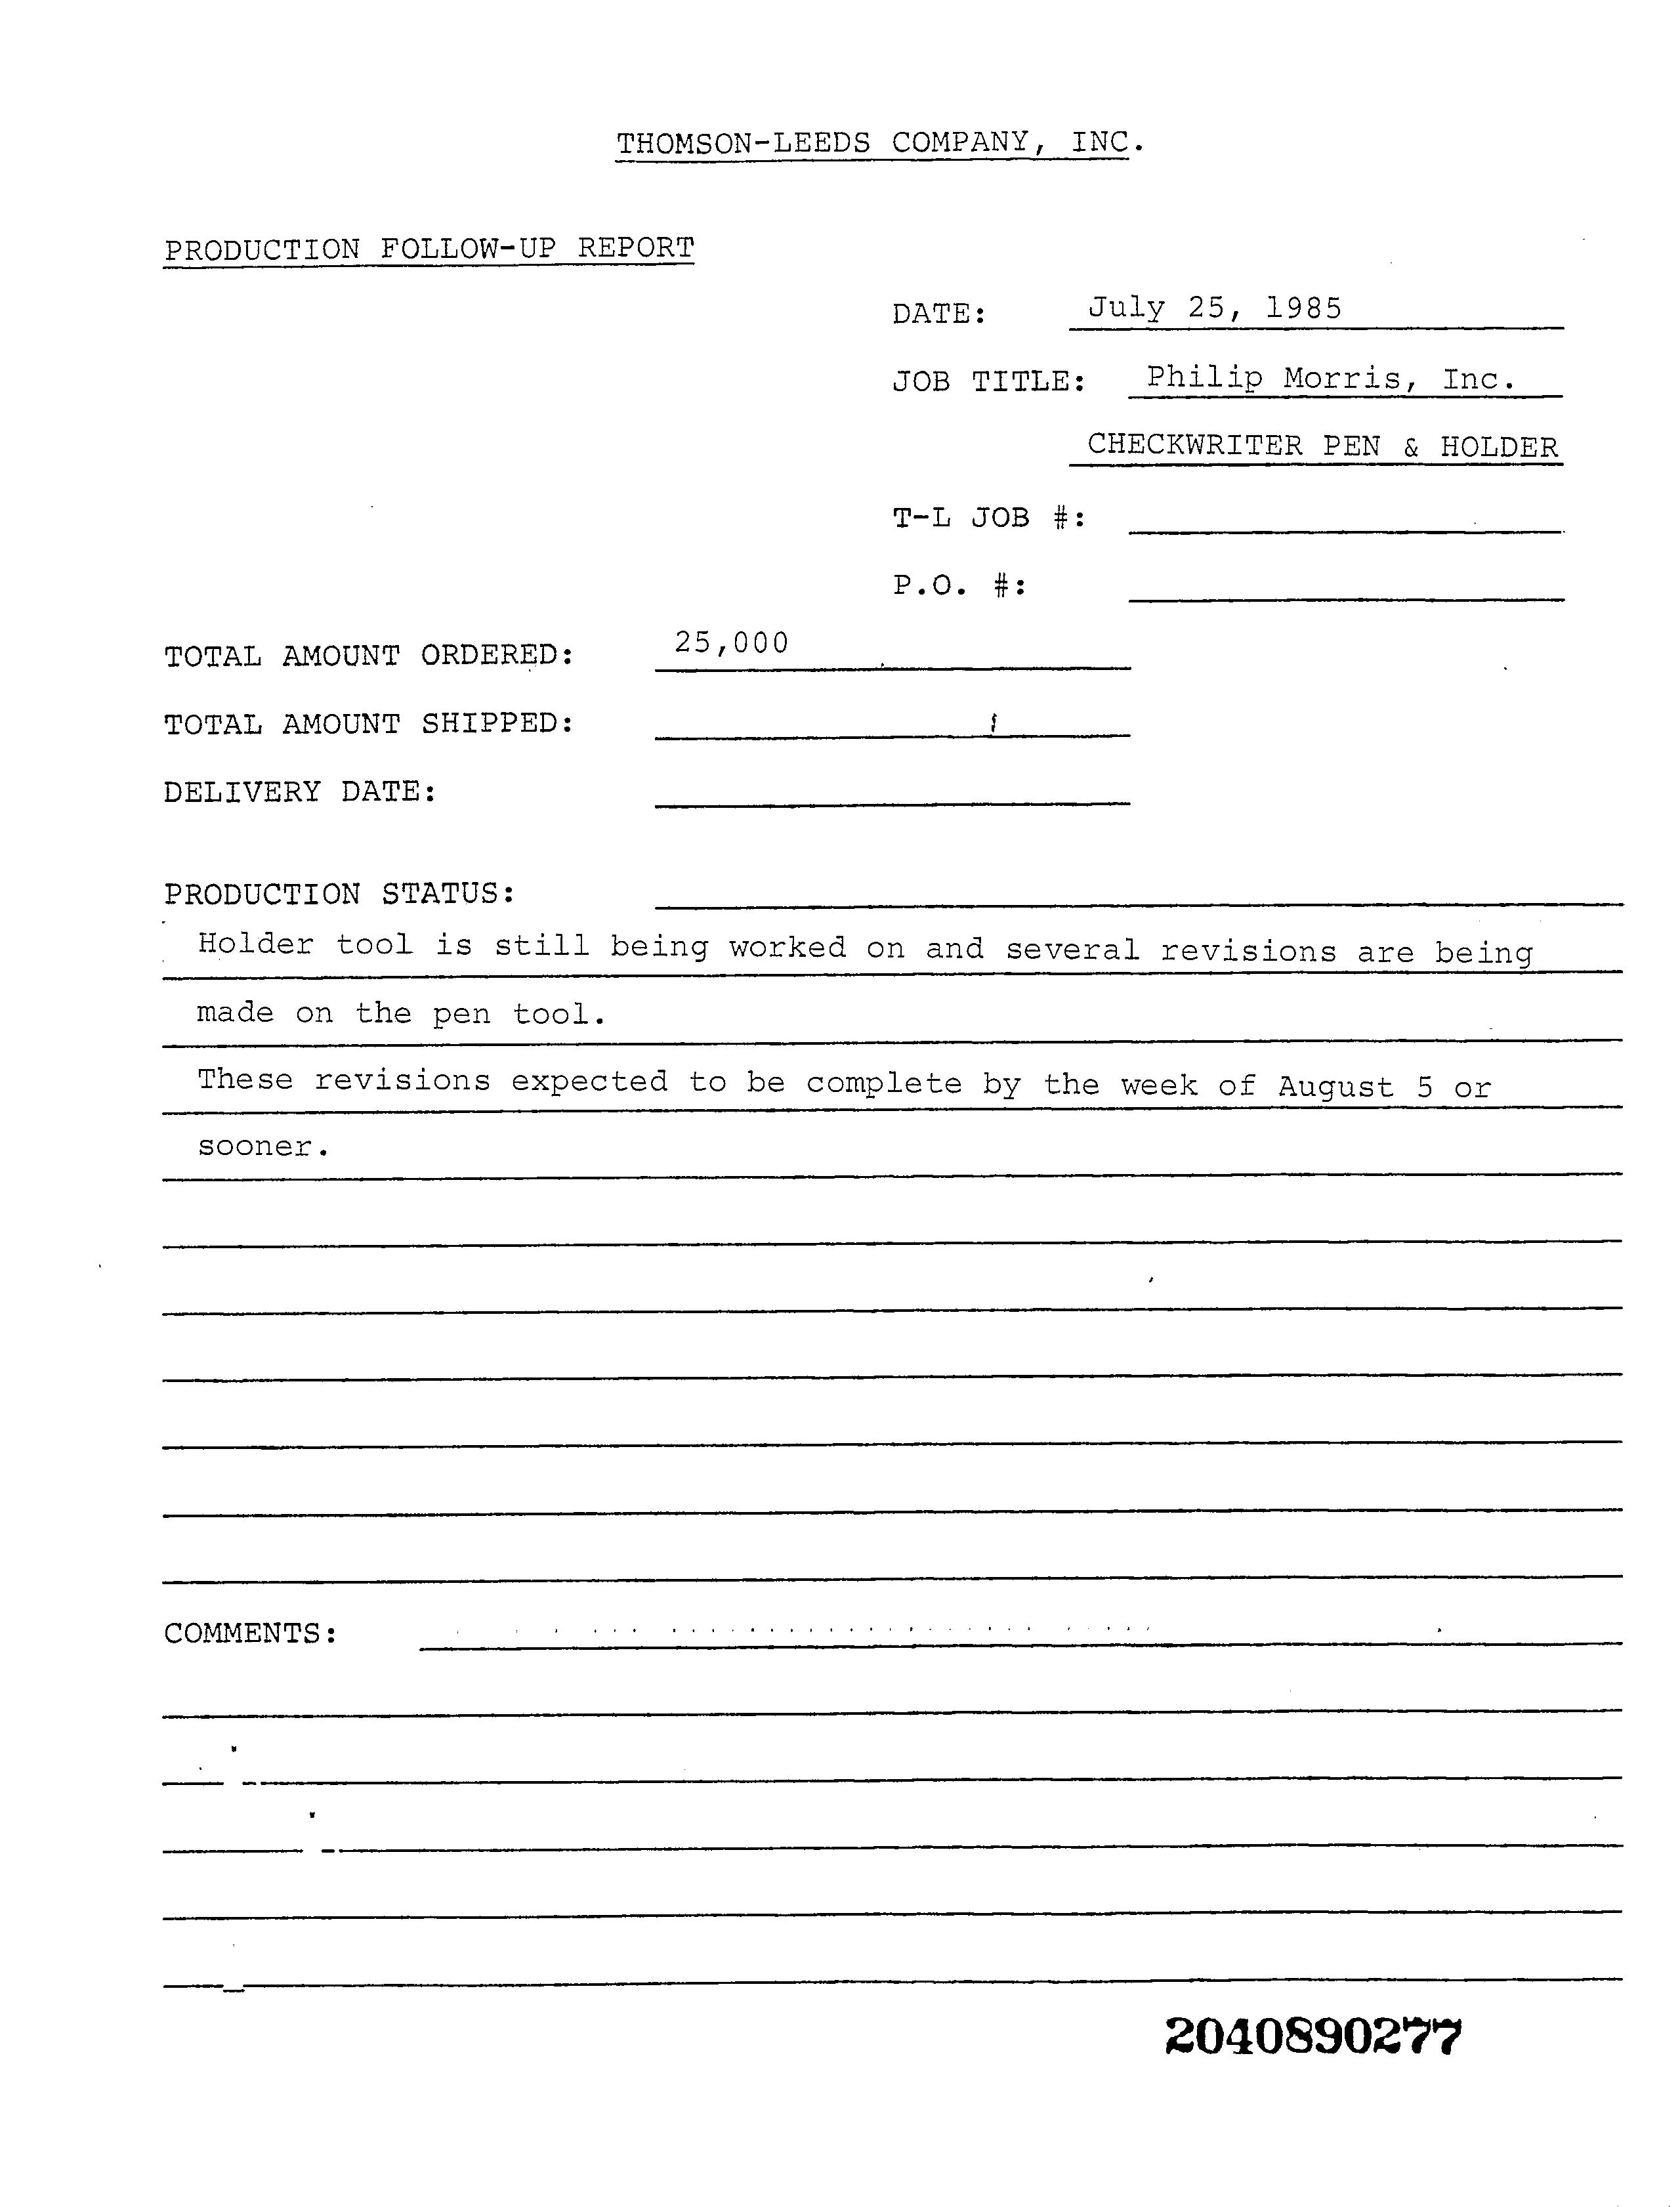 THOMSON-LEEDS COMPANY, INC.
PRODUCTION FOLLOW-UP REPORT
DATE: July 25, 1985
JOB TITLE: Philip Morris, Inc.
CHECKWRITER PEN & HOLDER
T-L JOB #:
P.O. #:
TOTAL AMOUNT ORDERED: 25,000
TOTAL AMOUNT SHIPPED:
DELIVERY DATE:
PRODUCTION STATUS:
Holder tool is still being worked on and several revisions are being
made on the pen tool.
These revisions expected to be complete by the week of August 5 or
sooner.
COMMENTS:
2040890277